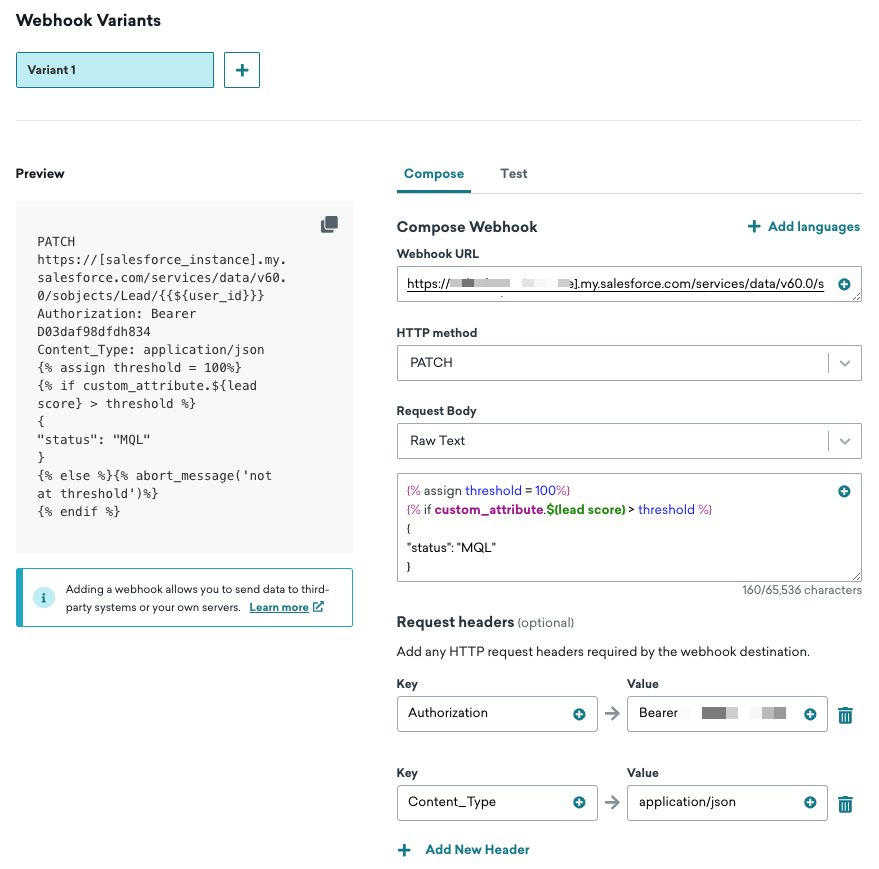 Webhook Variants
Variant 1
Preview
PATCH
https://[salesforce_instance].my.
salesforce.com/services/data/v60.
0/sobjects/Lead/{{${user_id}}}
Authorization: Bearer
D03daf98dfdh834
Content_Type: application/json
{% assign threshold = 100%}
{% if custom_attribute.${lead
score} > threshold %}
{
"status": "MQL"
}
{% else %}{% abort_message('not
at threshold')%}
{% endif %}
Adding a webhook allows you to send data to third-
party systems or your own servers. Learn more
Compose Test
Compose Webhook
Add languages
Webhook URL
https:// e].my.salesforce.com/services/data/v60.0/s
HTTP method
PATCH
Request Body
Raw Text
{% assign threshold = 100%}
{% if custom_attribute.${lead score} > threshold %}
{
"status": "MQL"
}
160/65,536 characters
Request headers (optional)
Add any HTTP request headers required by the webhook destination.
Key Value
Authorization Bearer
Key Value
Content_Type application/json
Add New Header